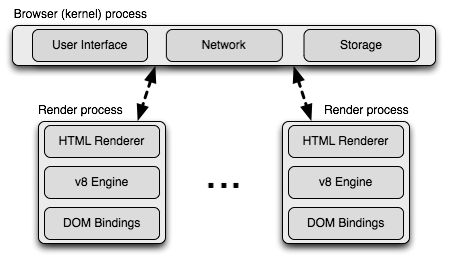 Browser (kernel) process
User Interface
Network
Storage
Render process
Render process
HTML Renderer
v8 Engine
DOM Bindings
...
HTML Renderer
v8 Engine
DOM Bindings